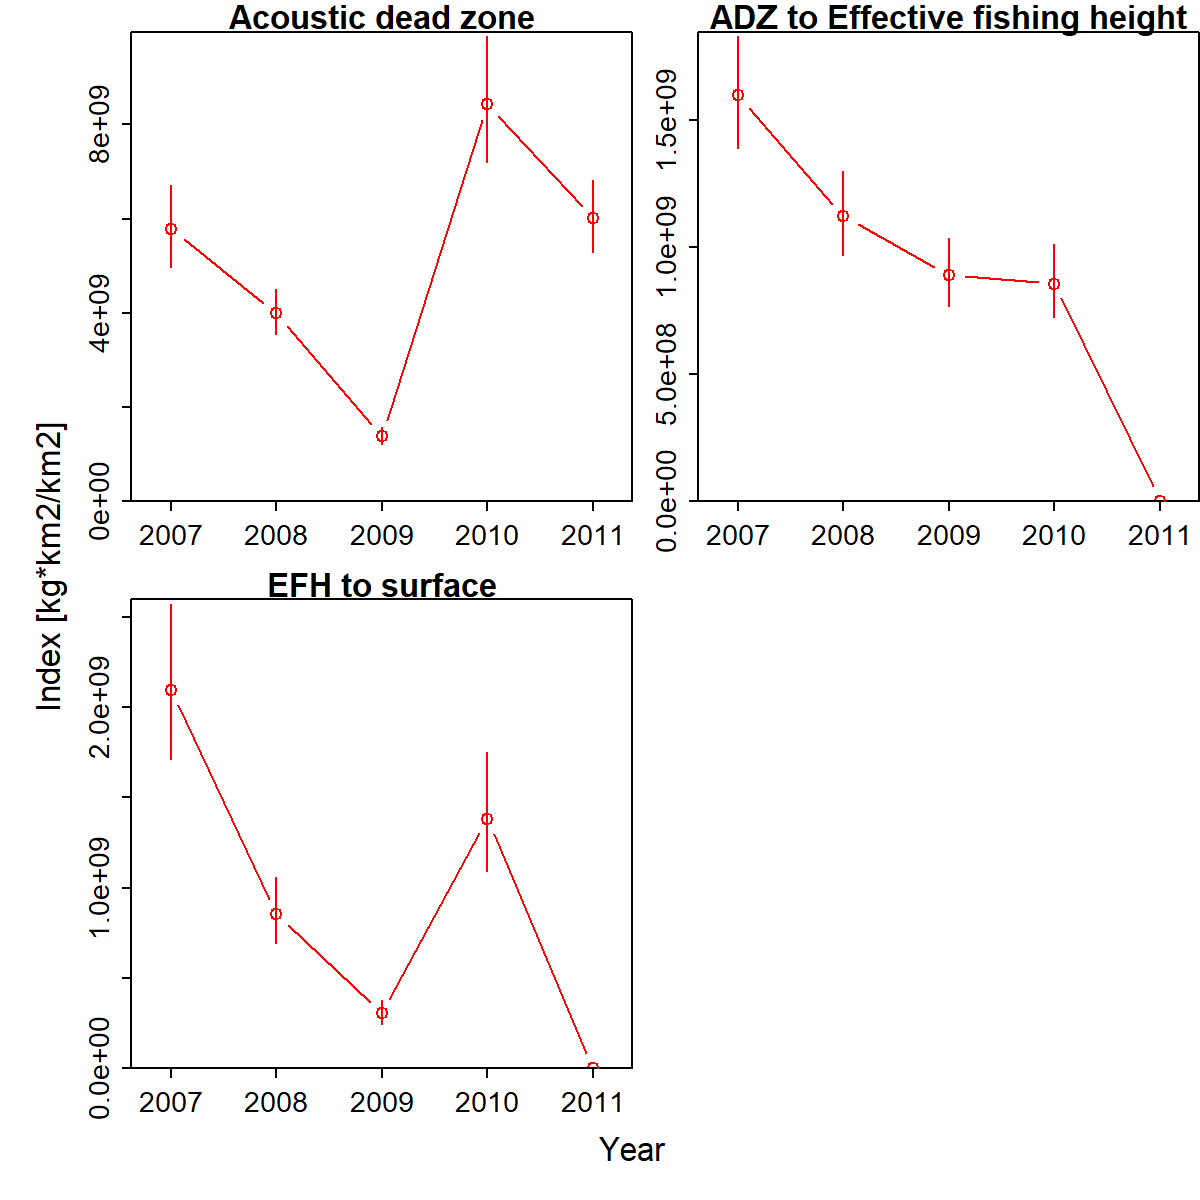 Acoustic dead zone
8e+09
4e+09
0e+00
2007 2008 2009 2010 2011
ADZ to Effective fishing height
1.5e+09
1.0e+09
5.0e+08
0.0e+00
2007 2008 2009 2010 2011
EFH to surface
2.0e+09
1.0e+09
0.0e+00
2007 2008 2009 2010 2011
Index [kg*km2/km2]
Year